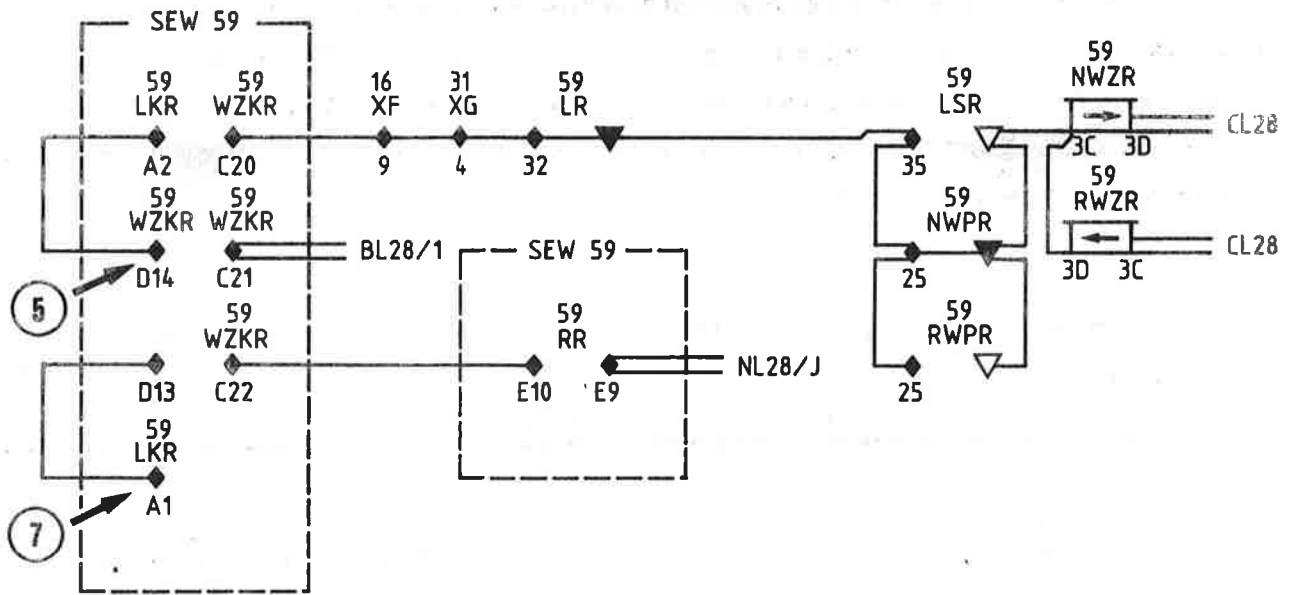 SEW 59
59 59 16 31 59 59 59
LKR WZKR XF XG LR LSR NWZR
CL28
A2 C20 9 4 32 35 3C 3D
59 59 59 59
WZKR WZKR NWPR RWZR
BL28/1 SEW 59 CL28
D14 C21 25 3D 3C
5
59 59 59
WZKR RR RWPR
NL28/J
D13 C22 E10 E9 25
59
LKR
A1
7